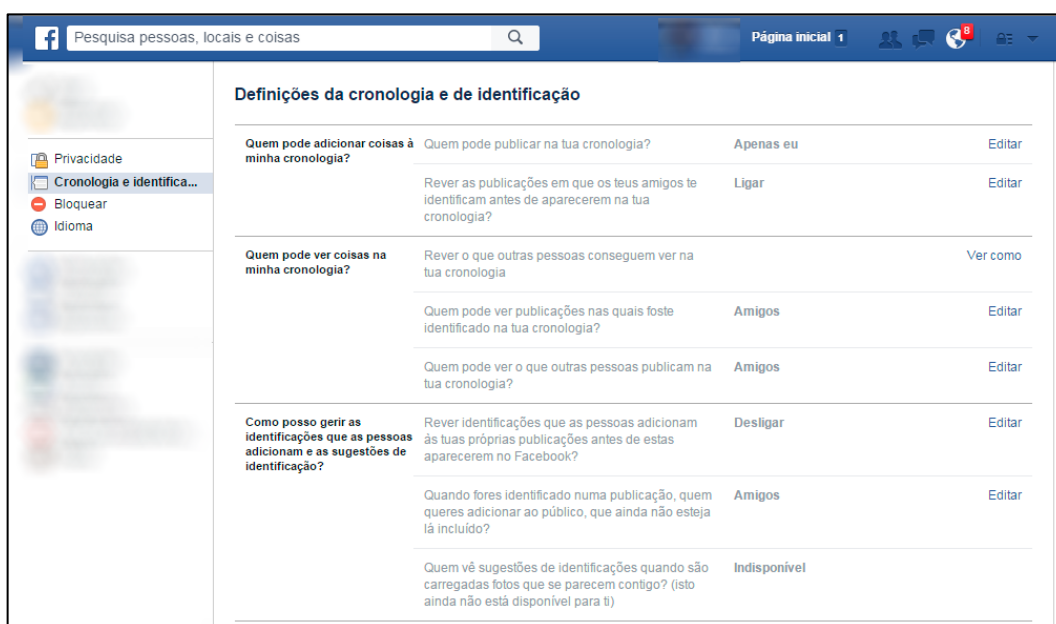 f Pesquisa pessoas, locais e coisas Página inicial 1 8
Definições da cronologia e de identificação
Privacidade
Cronologia e identifica...
Bloquear
Idioma
Quem pode adicionar coisas à
minha cronologia?
Quem pode publicar na tua cronologia? Apenas eu Editar
Rever as publicações em que os teus amigos te Ligar Editar
identificam antes de aparecerem na tua
cronologia?
Quem pode ver coisas na
minha cronologia?
Rever o que outras pessoas conseguem ver na Ver como
tua cronologia
Quem pode ver publicações nas quais foste Amigos Editar
identificado na tua cronologia?
Quem pode ver o que outras pessoas publicam na Amigos Editar
tua cronologia?
Como posso gerir as
identificações que as pessoas
adicionam e as sugestões de
identificação?
Rever identificações que as pessoas adicionam Desligar Editar
às tuas próprias publicações antes de estas
aparecerem no Facebook?
Quando fores identificado numa publicação, quem Amigos Editar
queres adicionar ao público, que ainda não esteja
lá incluído?
Quem vê sugestões de identificações quando são Indisponível
carregadas fotos que se parecem contigo? (isto
ainda não está disponível para ti)